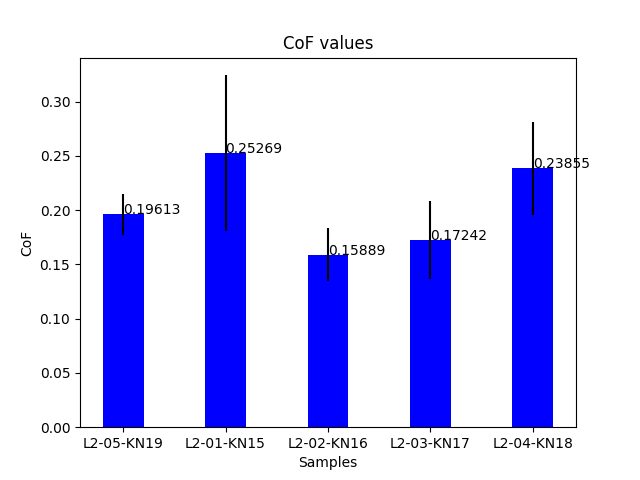 CoF values
CoF
0.30
0.25
0.20
0.15
0.10
0.05
0.00
0.19613
0.25269
0.15889
0.17242
0.23855
L2-05-KN19
L2-01-KN15
L2-02-KN16
L2-03-KN17
L2-04-KN18
Samples